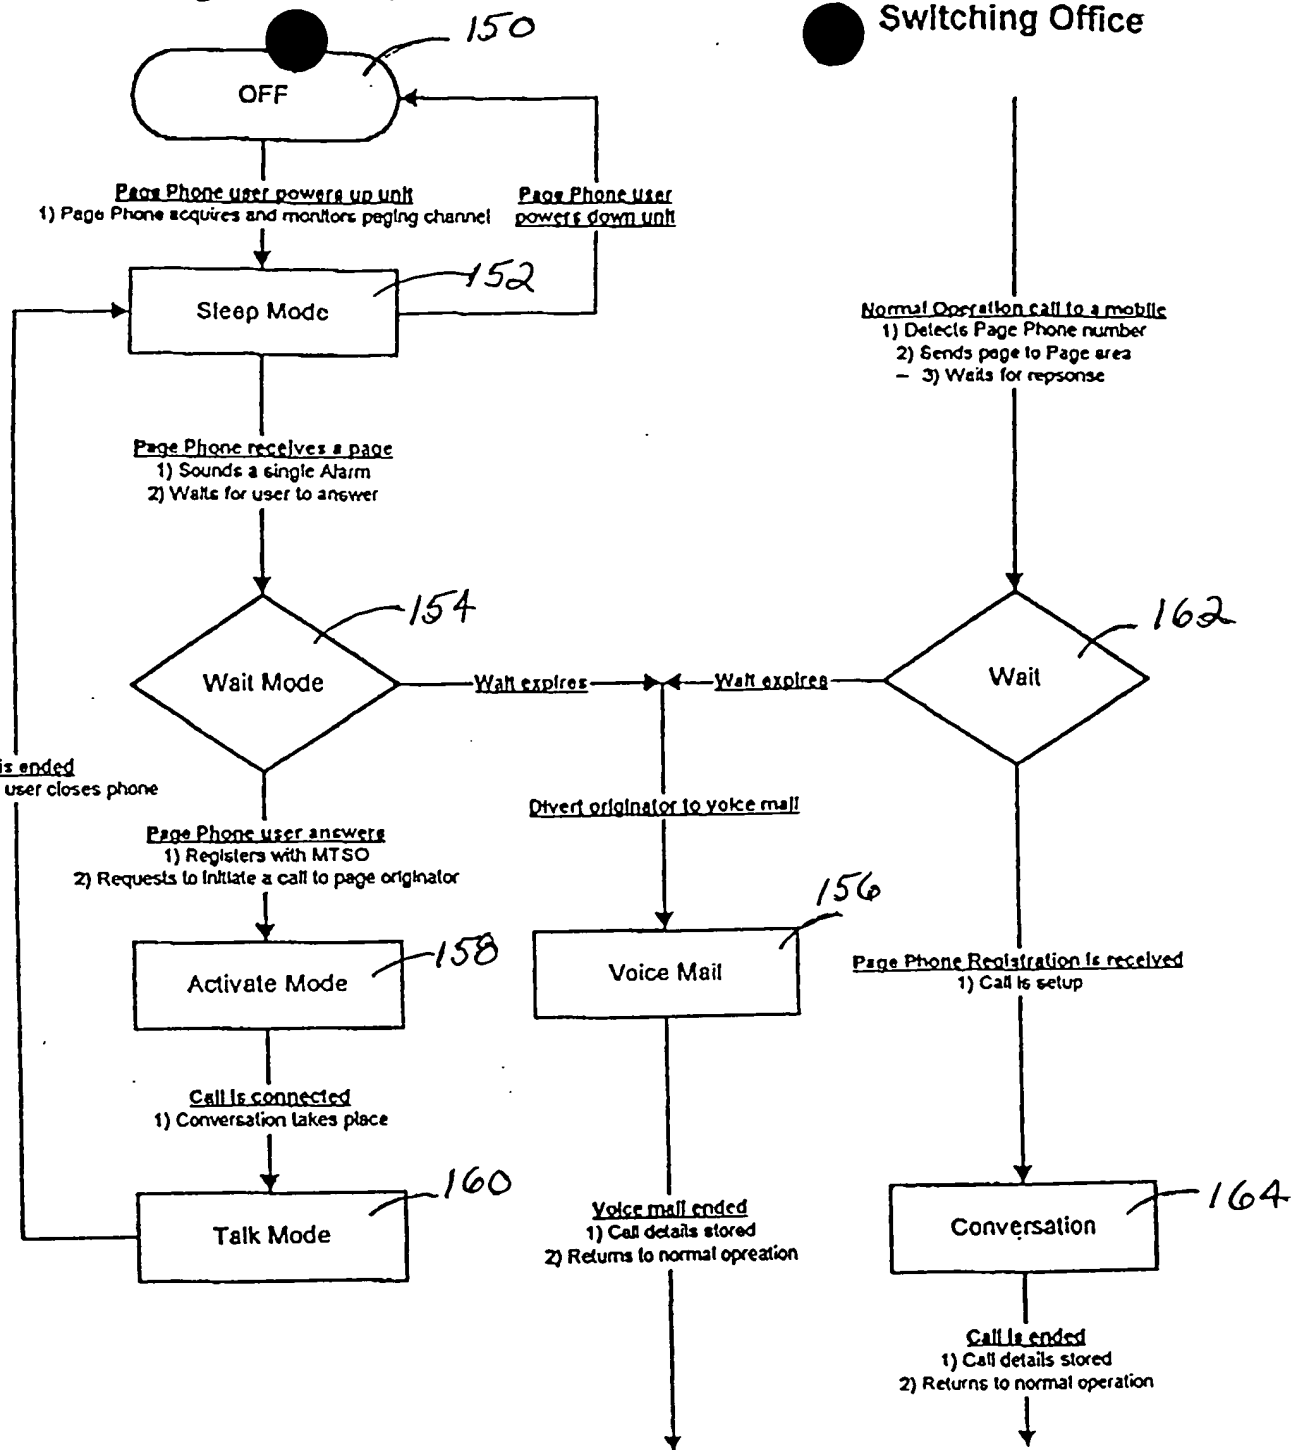 Switching Office
150
OFF
Page Phone user powers up unit
1) Page Phone acquires and monitors paging channel
Page Phone user
powers down unit
152
Sleep Mode
Normal Operation call to a mobile
1) Detects Page Phone number
2) Sends page to Page area
– 3) Waits for repsonse
Page Phone receives a page
1) Sounds a single Alarm
2) Waits for user to answer
154
162
Wait Mode
Wait expires
Wait expires
Wait
is ended
user closes phone
Divert originator to voice mail
Page Phone user answers
1) Registers with MTSO
2) Requests to initiate a call to page originator
156
158
Activate Mode
Voice Mail
Page Phone Registration is received
1) Call is setup
Call is connected
1) Conversation takes place
160
Talk Mode
164
Conversation
Voice mail ended
1) Call details stored
2) Returns to normal opreation
Call is ended
1) Call details stored
2) Returns to normal operation